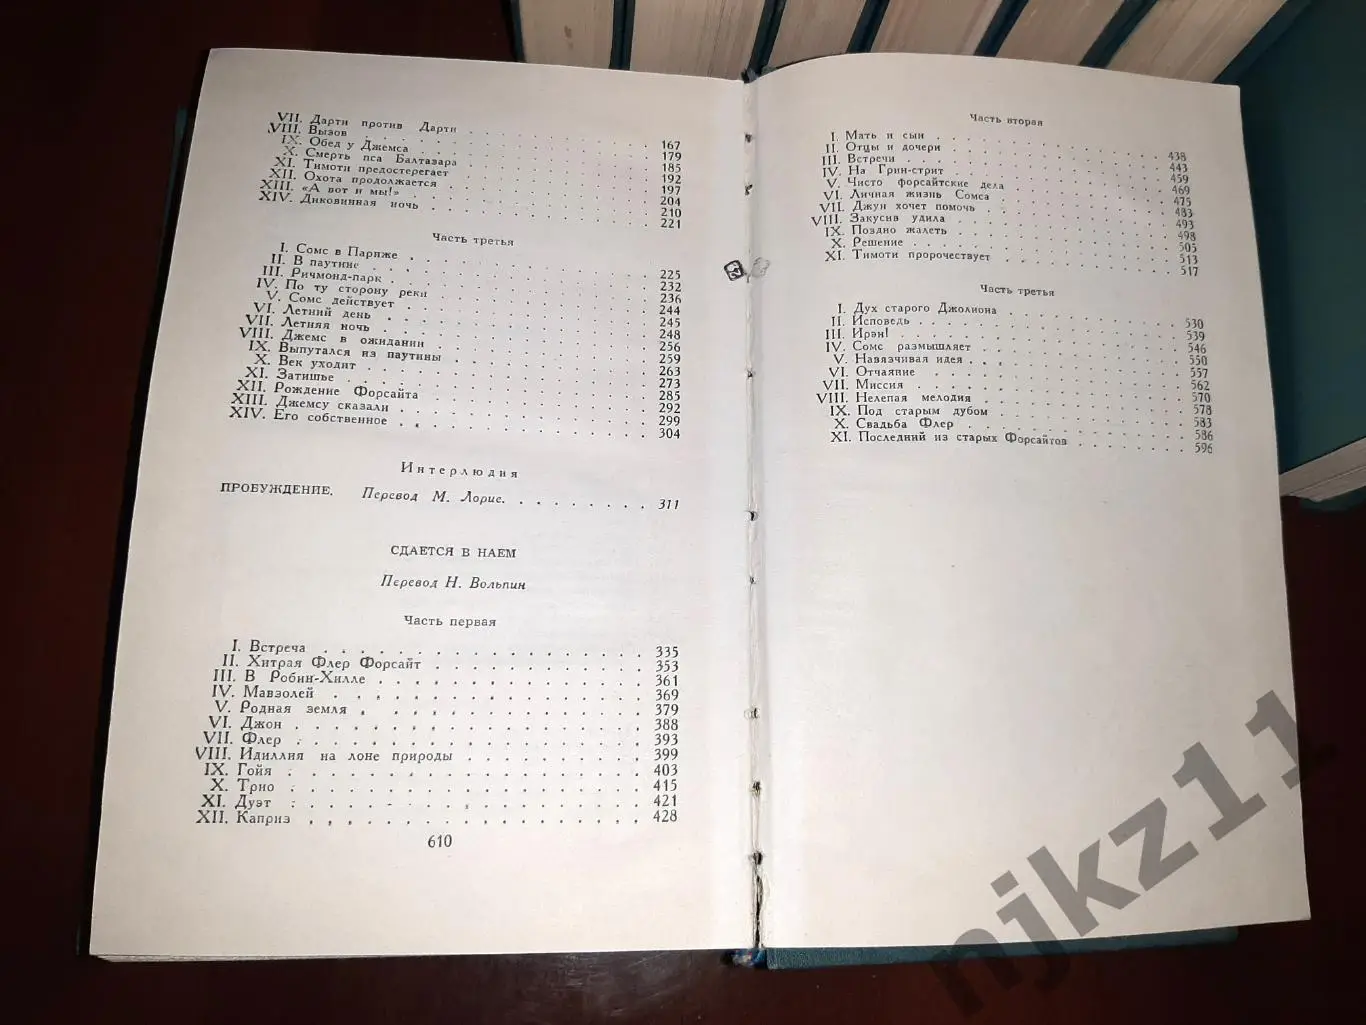 VII. Дарти против Дарти . . . 167
VIII. Вызов . . . 179
IX. Обед у Джемса . . . 185
X. Смерть пса Балтазара . . . 192
XI. Тимоти предостерегает . . . 197
XII. Охота продолжается . . . 204
XIII. «А вот и мы!» . . . 210
XIV. Диковинная ночь . . . 221
Часть третья
I. Сомс в Париже . . . 225
II. В паутине . . . 232
III. Ричмонд-парк . . . 236
IV. По ту сторону реки . . . 244
V. Сомс действует . . . 245
VI. Летний день . . . 248
VII. Летняя ночь . . . 256
VIII. Джемс в ожидании . . . 259
IX. Выпутался из паутины . . . 263
X. Век уходит . . . 273
XI. Затишье . . . 285
XII. Рождение Форсайта . . . 292
XIII. Джемсу сказали . . . 299
XIV. Его собственное . . . 304
Интерлюдия
ПРОБУЖДЕНИЕ. Перевод М. Лорие. . . . 311
СДАЕТСЯ В НАЕМ
Перевод Н. Вольпин
Часть первая
I. Встреча . . . 335
II. Хитрая Флер Форсайт . . . 353
III. В Робин-Хилле . . . 361
IV. Мавзолей . . . 369
V. Родная земля . . . 379
VI. Джон . . . 388
VII. Флер . . . 393
VIII. Идиллия на лоне природы . . . 399
IX. Гойя . . . 403
X. Трио . . . 415
XI. Дуэт . . . 421
XII. Каприз . . . 428
610
Часть вторая
I. Мать и сын . . . 438
II. Отцы и дочери . . . 443
III. Встречи . . . 459
IV. На Грин-стрит . . . 469
V. Чисто форсайтские дела . . . 475
VI. Личная жизнь Сомса . . . 483
VII. Джун хочет помочь . . . 493
VIII. Закусив удила . . . 498
IX. Поздно жалеть . . . 505
X. Решение . . . 513
XI. Тимоти пророчествует . . . 517
Часть третья
I. Дух старого Джолиона . . . 530
II. Исповедь . . . 539
III. Ирэн! . . . 546
IV. Сомс размышляет . . . 550
V. Навязчивая идея . . . 557
VI. Отчаяние . . . 562
VII. Миссия . . . 570
VIII. Нелепая мелодия . . . 578
IX. Под старым дубом . . . 583
X. Свадьба Флер . . . 586
XI. Последний из старых Форсайтов . . . 596
njkz11